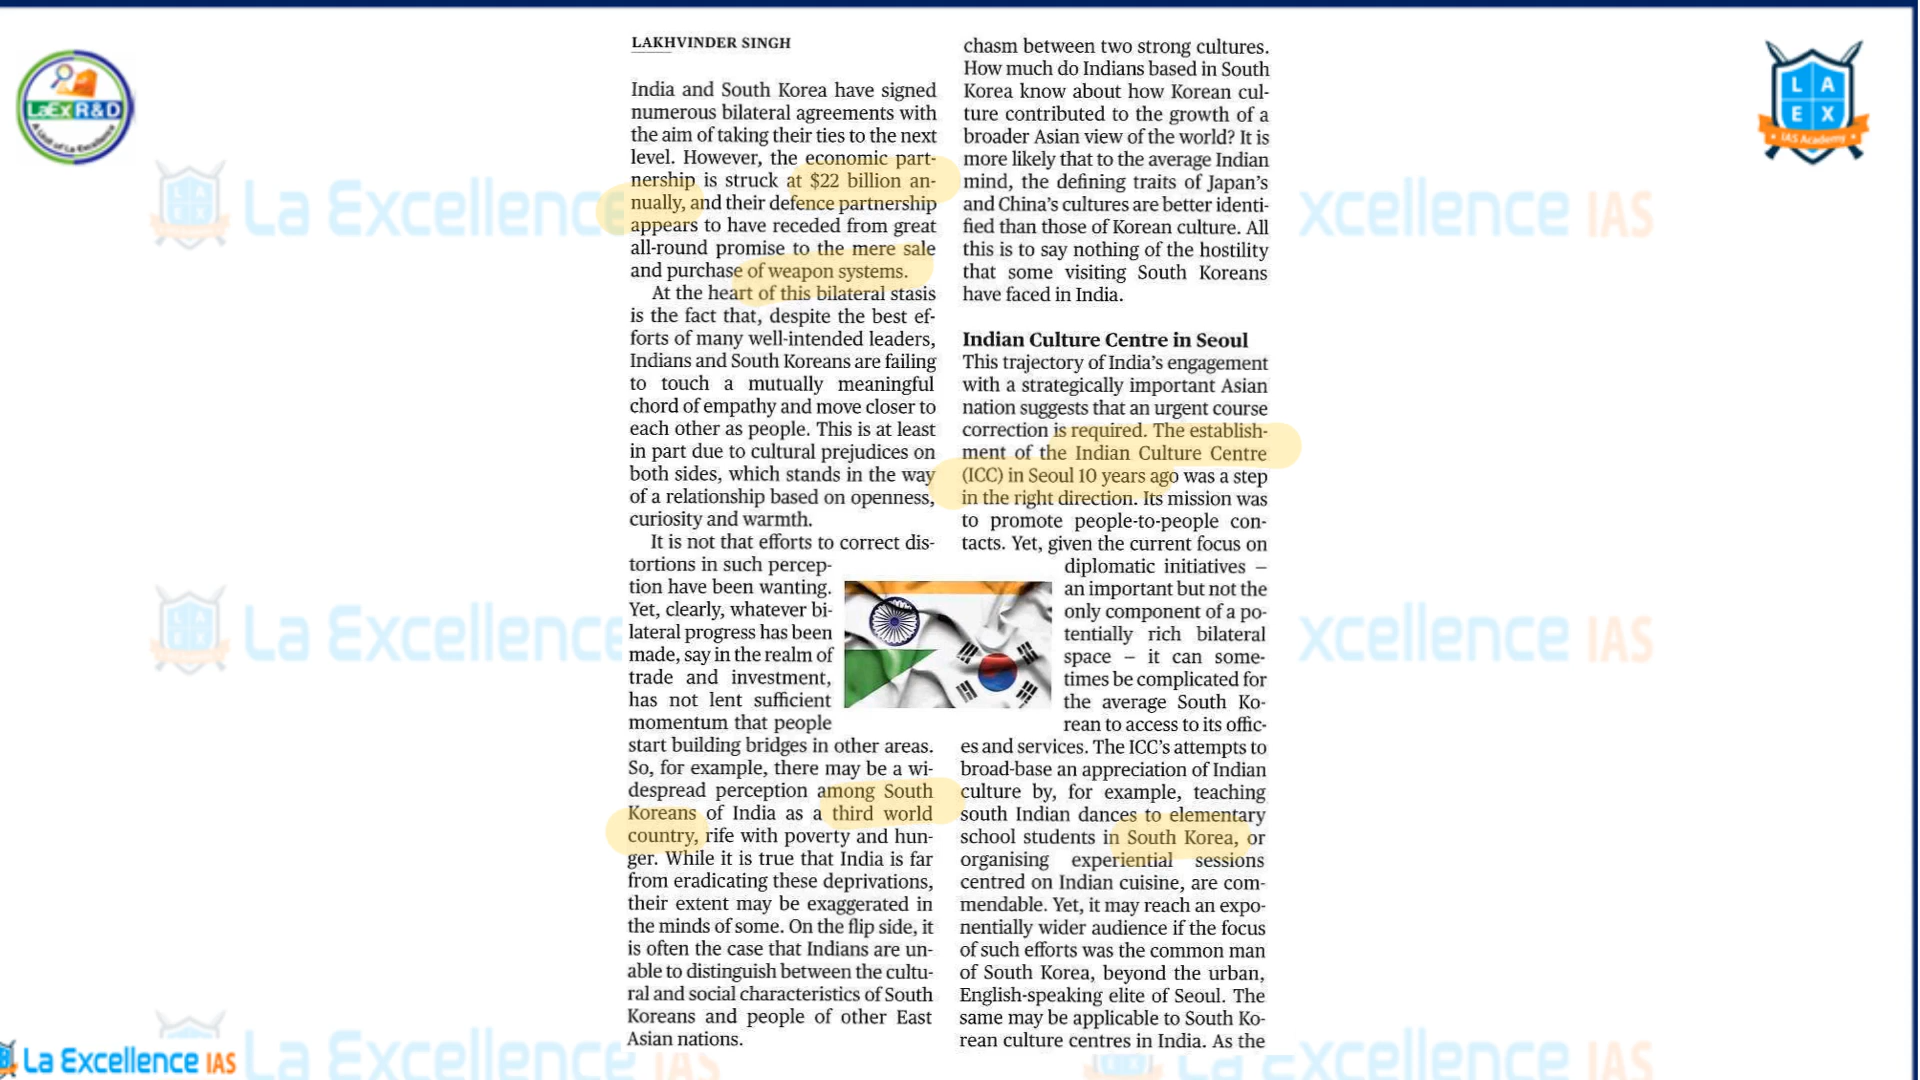 LAKHVINDER SINGH
India and South Korea have signed
numerous bilateral agreements with
the aim of taking their ties to the next
level. However, the economic part-
nership is struck at $22 billion an-
nually, and their defence partnership
appears to have receded from great
all-round promise to the mere sale
and purchase of weapon systems.
At the heart of this bilateral stasis
is the fact that, despite the best ef-
forts of many well-intended leaders,
Indians and South Koreans are failing
to touch a mutually meaningful
chord of empathy and move closer to
each other as people. This is at least
in part due to cultural prejudices on
both sides, which stands in the way
of a relationship based on openness,
curiosity and warmth.
It is not that efforts to correct dis-
tortions in such percep-
tion have been wanting.
Yet, clearly, whatever bi-
lateral progress has been
made, say in the realm of
trade and investment,
has not lent sufficient
momentum that people
start building bridges in other areas.
So, for example, there may be a wi-
despread perception among South
Koreans of India as a third world
country, rife with poverty and hun-
ger. While it is true that India is far
from eradicating these deprivations,
their extent may be exaggerated in
the minds of some. On the flip side, it
is often the case that Indians are un-
able to distinguish between the cultu-
ral and social characteristics of South
Koreans and people of other East
Asian nations.
chasm between two strong cultures.
How much do Indians based in South
Korea know about how Korean cul-
ture contributed to the growth of a
broader Asian view of the world? It is
more likely that to the average Indian
mind, the defining traits of Japan's
and China's cultures are better identi-
fied than those of Korean culture. All
this is to say nothing of the hostility
that some visiting South Koreans
have faced in India.
Indian Culture Centre in Seoul
This trajectory of India's engagement
with a strategically important Asian
nation suggests that an urgent course
correction is required. The establish-
ment of the Indian Culture Centre
(ICC) in Seoul 10 years ago was a step
in the right direction. Its mission was
to promote people-to-people con-
tacts. Yet, given the current focus on
diplomatic initiatives –
an important but not the
only component of a po-
tentially rich bilateral
space – it can some-
times be complicated for
the average South Ko-
rean to access to its offic-
es and services. The ICC's attempts to
broad-base an appreciation of Indian
culture by, for example, teaching
south Indian dances to elementary
school students in South Korea, or
organising experiential sessions
centred on Indian cuisine, are com-
mendable. Yet, it may reach an expo-
nentially wider audience if the focus
of such efforts was the common man
of South Korea, beyond the urban,
English-speaking elite of Seoul. The
same may be applicable to South Ko-
rean culture centres in India. As the
LaEx R&D
A Unit of La Excellence
L A
E X
IAS Academy
La Excellence
xcellence IAS
La Excellence
xcellence IAS
La Excellence IAS
La Excellence IAS
La Excellence IAS